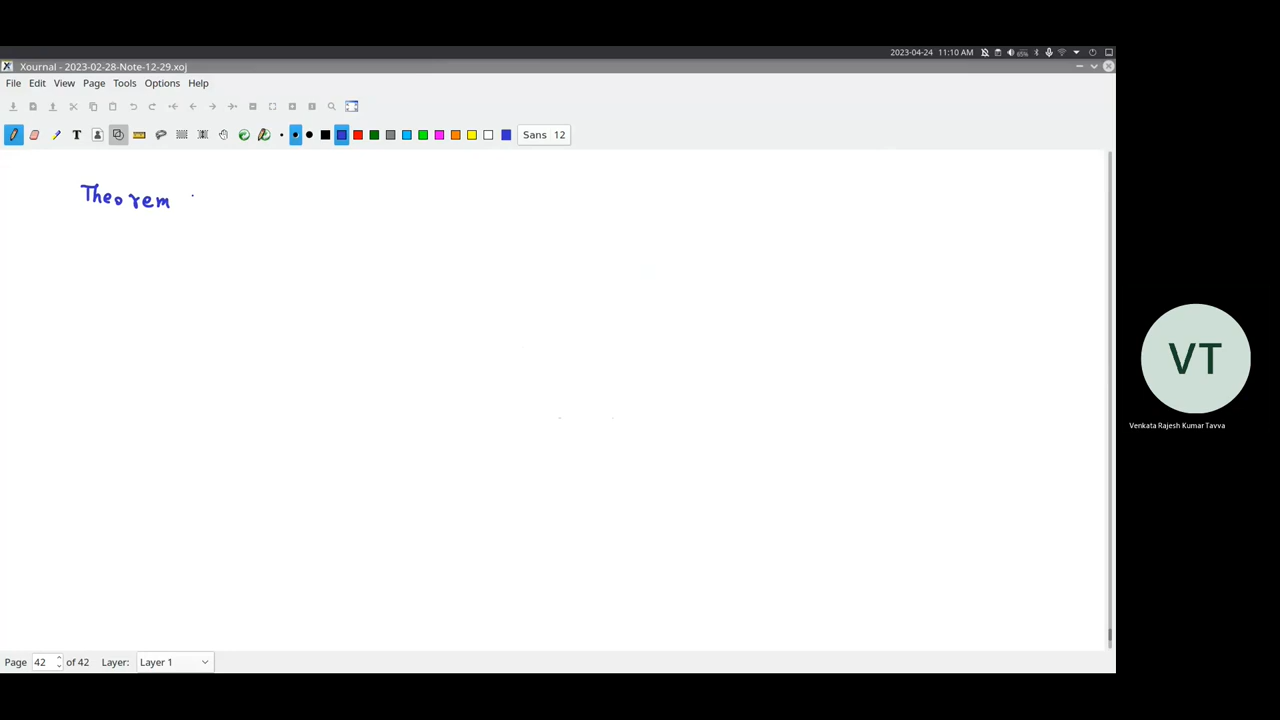 2023-04-24 11:10 AM
Xournal - 2023-02-28-Note-12-29.xoj
File Edit View Page Tools Options Help
T Sans 12
Theorem
VT
Venkata Rajesh Kumar Tavva
Page 42 of 42 Layer: Layer 1